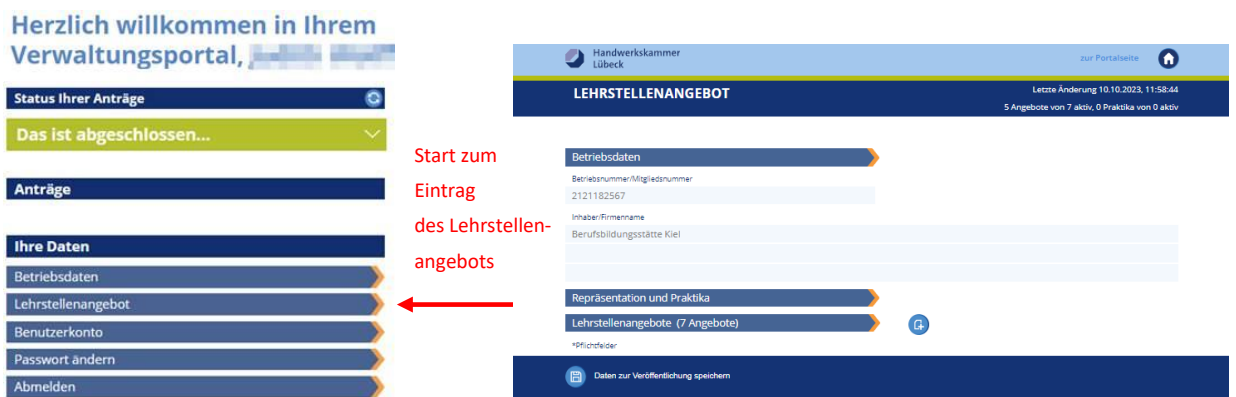 Herzlich willkommen in Ihrem
Verwaltungsportal,
Status Ihrer Anträge
Das ist abgeschlossen...
Anträge
Ihre Daten
Betriebsdaten
Lehrstellenangebot
Benutzerkonto
Passwort ändern
Abmelden
Start zum
Eintrag
des Lehrstellen-
angebots
Handwerkskammer
Lübeck
zur Portalseite
LEHRSTELLENANGEBOT
Letzte Änderung 10.10.2023, 11:58:44
5 Angebote von 7 aktiv, 0 Praktika von 0 aktiv
Betriebsdaten
Betriebsnummer/Mitgliedsnummer
2121182567
Inhaber/Firmenname
Berufsbildungsstätte Kiel
Repräsentation und Praktika
Lehrstellenangebote (7 Angebote)
*Pflichtfelder
Daten zur Veröffentlichung speichern